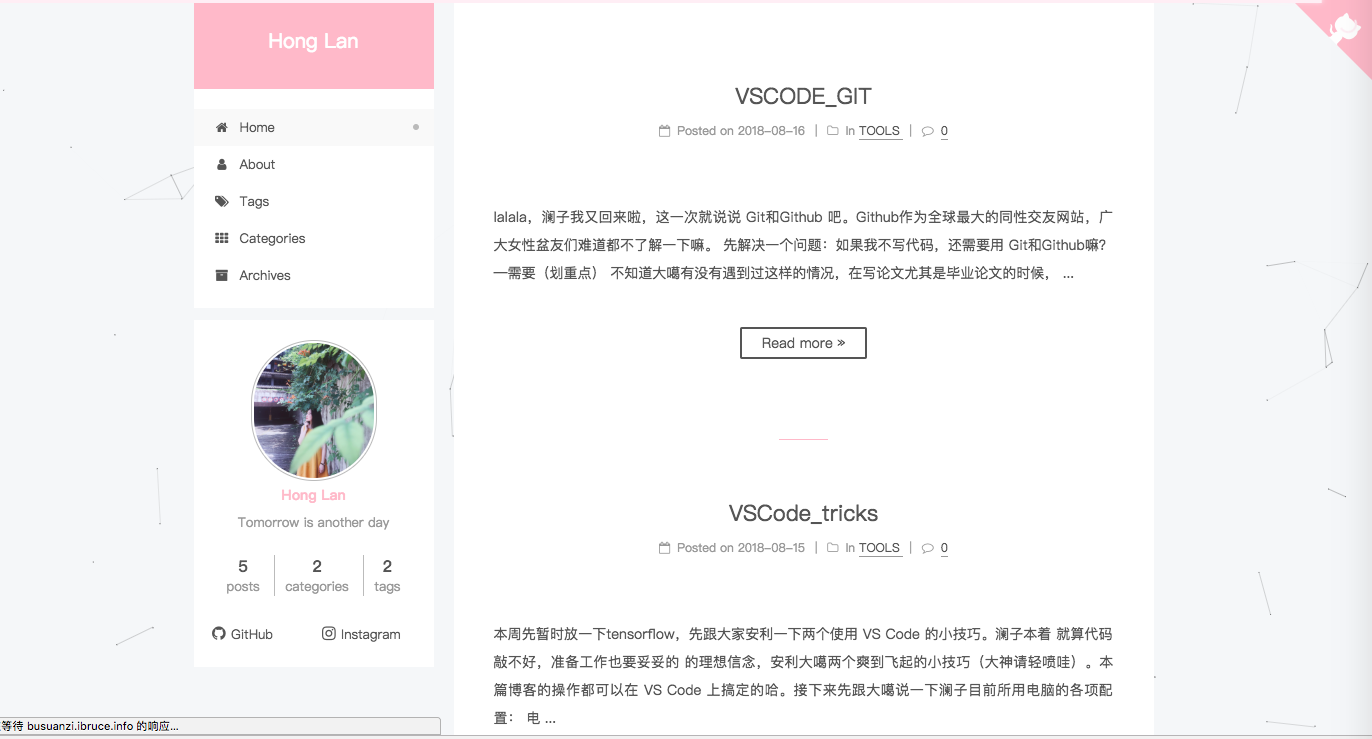 Hong Lan
Home
About
Tags
Categories
Archives
Hong Lan
Tomorrow is another day
5 2 2
posts categories tags
GitHub Instagram
VSCODE_GIT
Posted on 2018-08-16 | In TOOLS | 0
lalala，澜子我又回来啦，这一次就说说 Git和Github 吧。Github作为全球最大的同性交友网站，广
大女性盆友们难道都不了解一下嘛。 先解决一个问题：如果我不写代码，还需要用 Git和Github嘛？
—需要（划重点） 不知道大噶有没有遇到过这样的情况，在写论文尤其是毕业论文的时候， ...
Read more »
VSCode_tricks
Posted on 2018-08-15 | In TOOLS | 0
本周先暂时放一下tensorflow，先跟大家安利一下两个使用 VS Code 的小技巧。澜子本着 就算代码
敲不好，准备工作也要妥妥的 的理想信念，安利大噶两个爽到飞起的小技巧（大神请轻喷哇）。本
篇博客的操作都可以在 VS Code 上搞定的哈。接下来先跟大噶说一下澜子目前所用电脑的各项配
置： 电 ...
等待 busuanzi.ibruce.info 的响应...